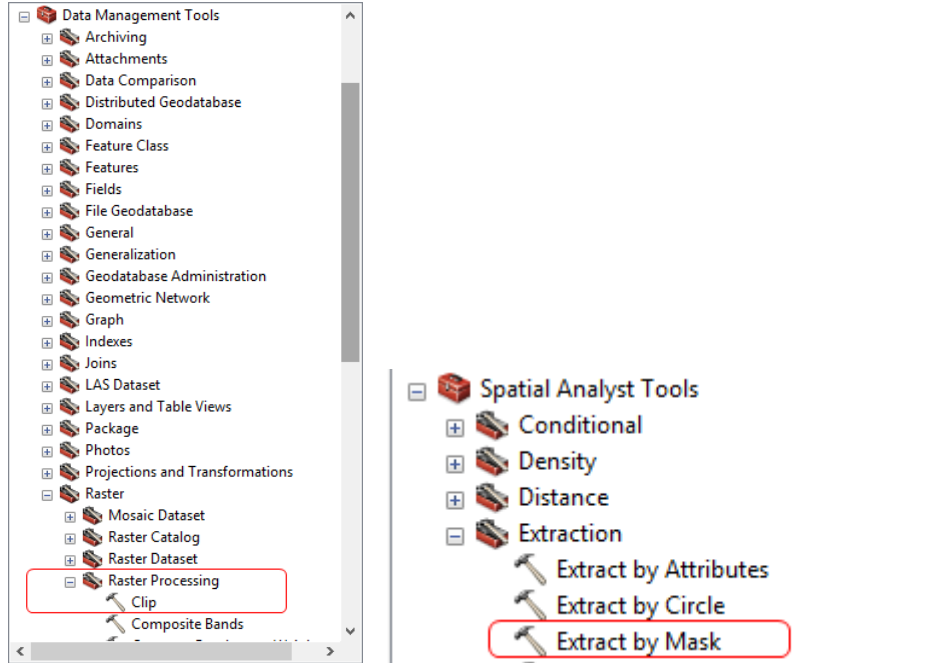 Data Management Tools
Archiving
Attachments
Data Comparison
Distributed Geodatabase
Domains
Feature Class
Features
Fields
File Geodatabase
General
Generalization
Geodatabase Administration
Geometric Network
Graph
Indexes
Joins
LAS Dataset
Layers and Table Views
Package
Photos
Projections and Transformations
Raster
Mosaic Dataset
Raster Catalog
Raster Dataset
Raster Processing
Clip
Composite Bands
Spatial Analyst Tools
Conditional
Density
Distance
Extraction
Extract by Attributes
Extract by Circle
Extract by Mask